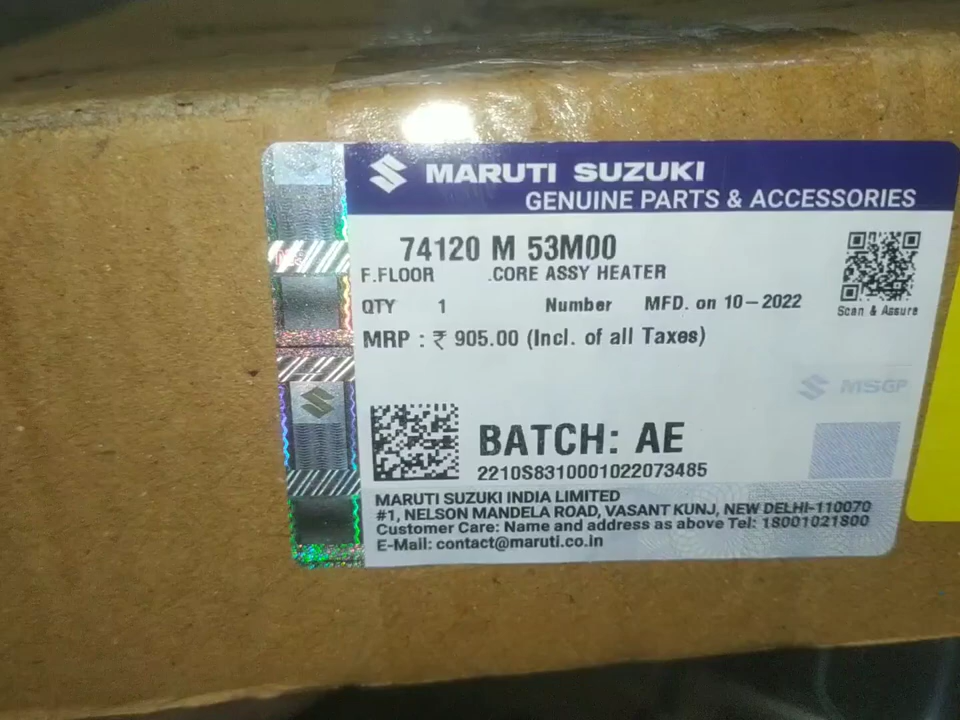 MARUTI SUZUKI
GENUINE PARTS & ACCESSORIES
74120 M 53M00
F.FLOOR .CORE ASSY HEATER
QTY 1 Number MFD. on 10-2022
Scan & Assure
MRP : ₹ 905.00 (Incl. of all Taxes)
MSGP
BATCH: AE
2210S8310001022073485
MARUTI SUZUKI INDIA LIMITED
#1, NELSON MANDELA ROAD, VASANT KUNJ, NEW DELHI-110070
Customer Care: Name and address as above Tel: 18001021800
E-Mail: contact@maruti.co.in